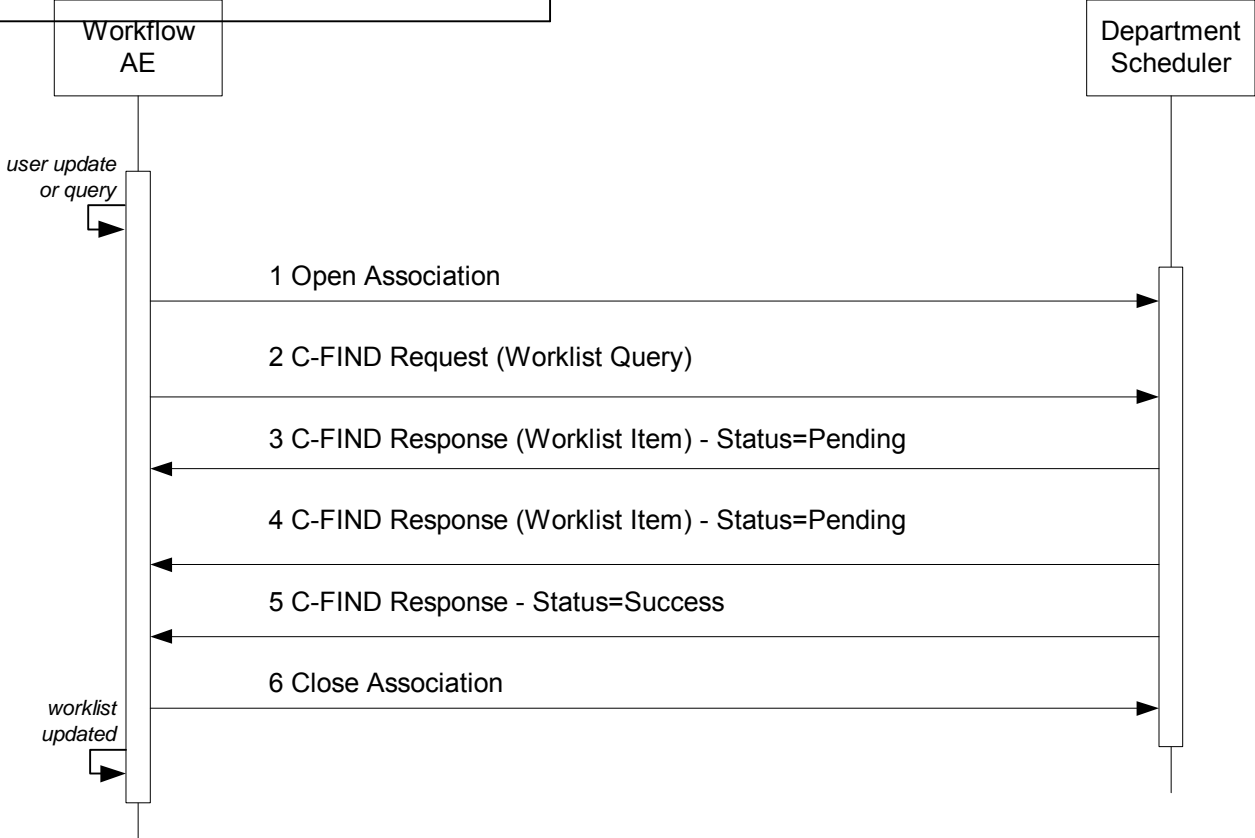 Workflow
AE
Department
Scheduler
user update
or query
1 Open Association
2 C-FIND Request (Worklist Query)
3 C-FIND Response (Worklist Item) - Status=Pending
4 C-FIND Response (Worklist Item) - Status=Pending
5 C-FIND Response - Status=Success
6 Close Association
worklist
updated